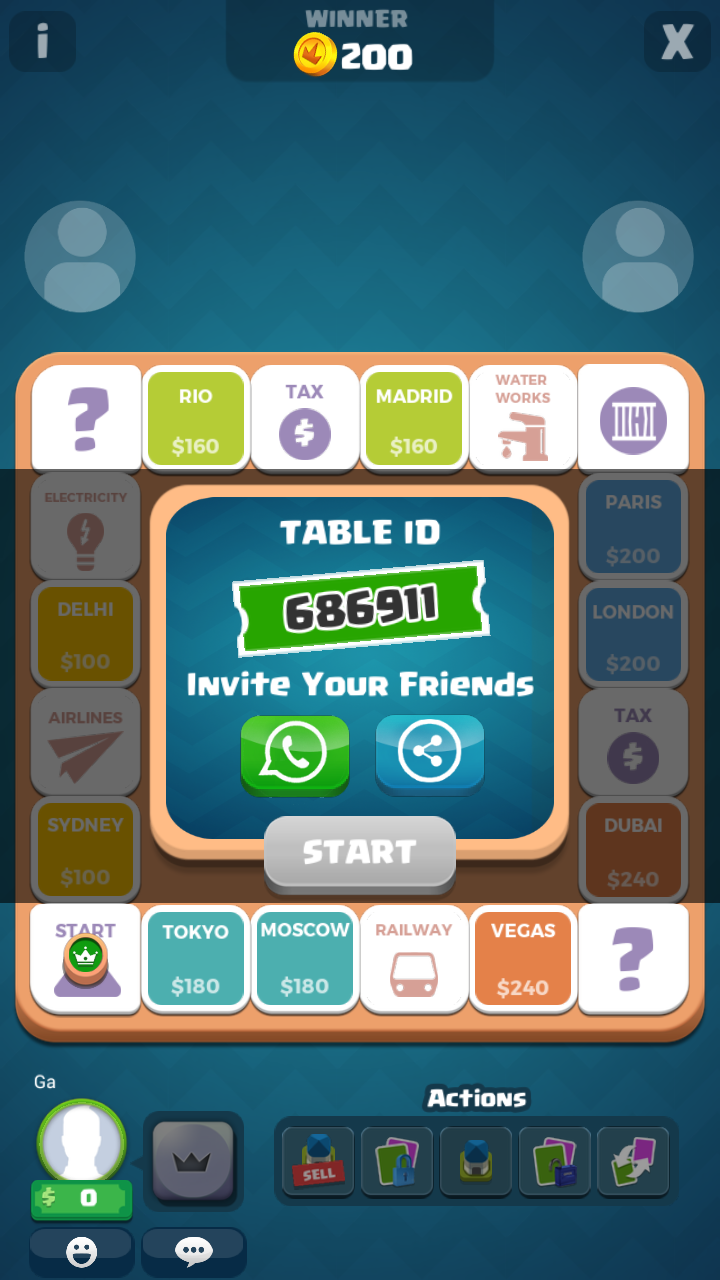 i
WINNER
200
X
?
RIO
$160
TAX
$
MADRID
$160
WATER
WORKS
ELECTRICITY
PARIS
$200
TABLE ID
686911
DELHI
$100
LONDON
$200
Invite Your Friends
AIRLINES
TAX
$
SYDNEY
$100
DUBAI
$240
START
START
TOKYO
$180
MOSCOW
$180
RAILWAY
VEGAS
$240
?
Ga
Actions
SELL
$ 0